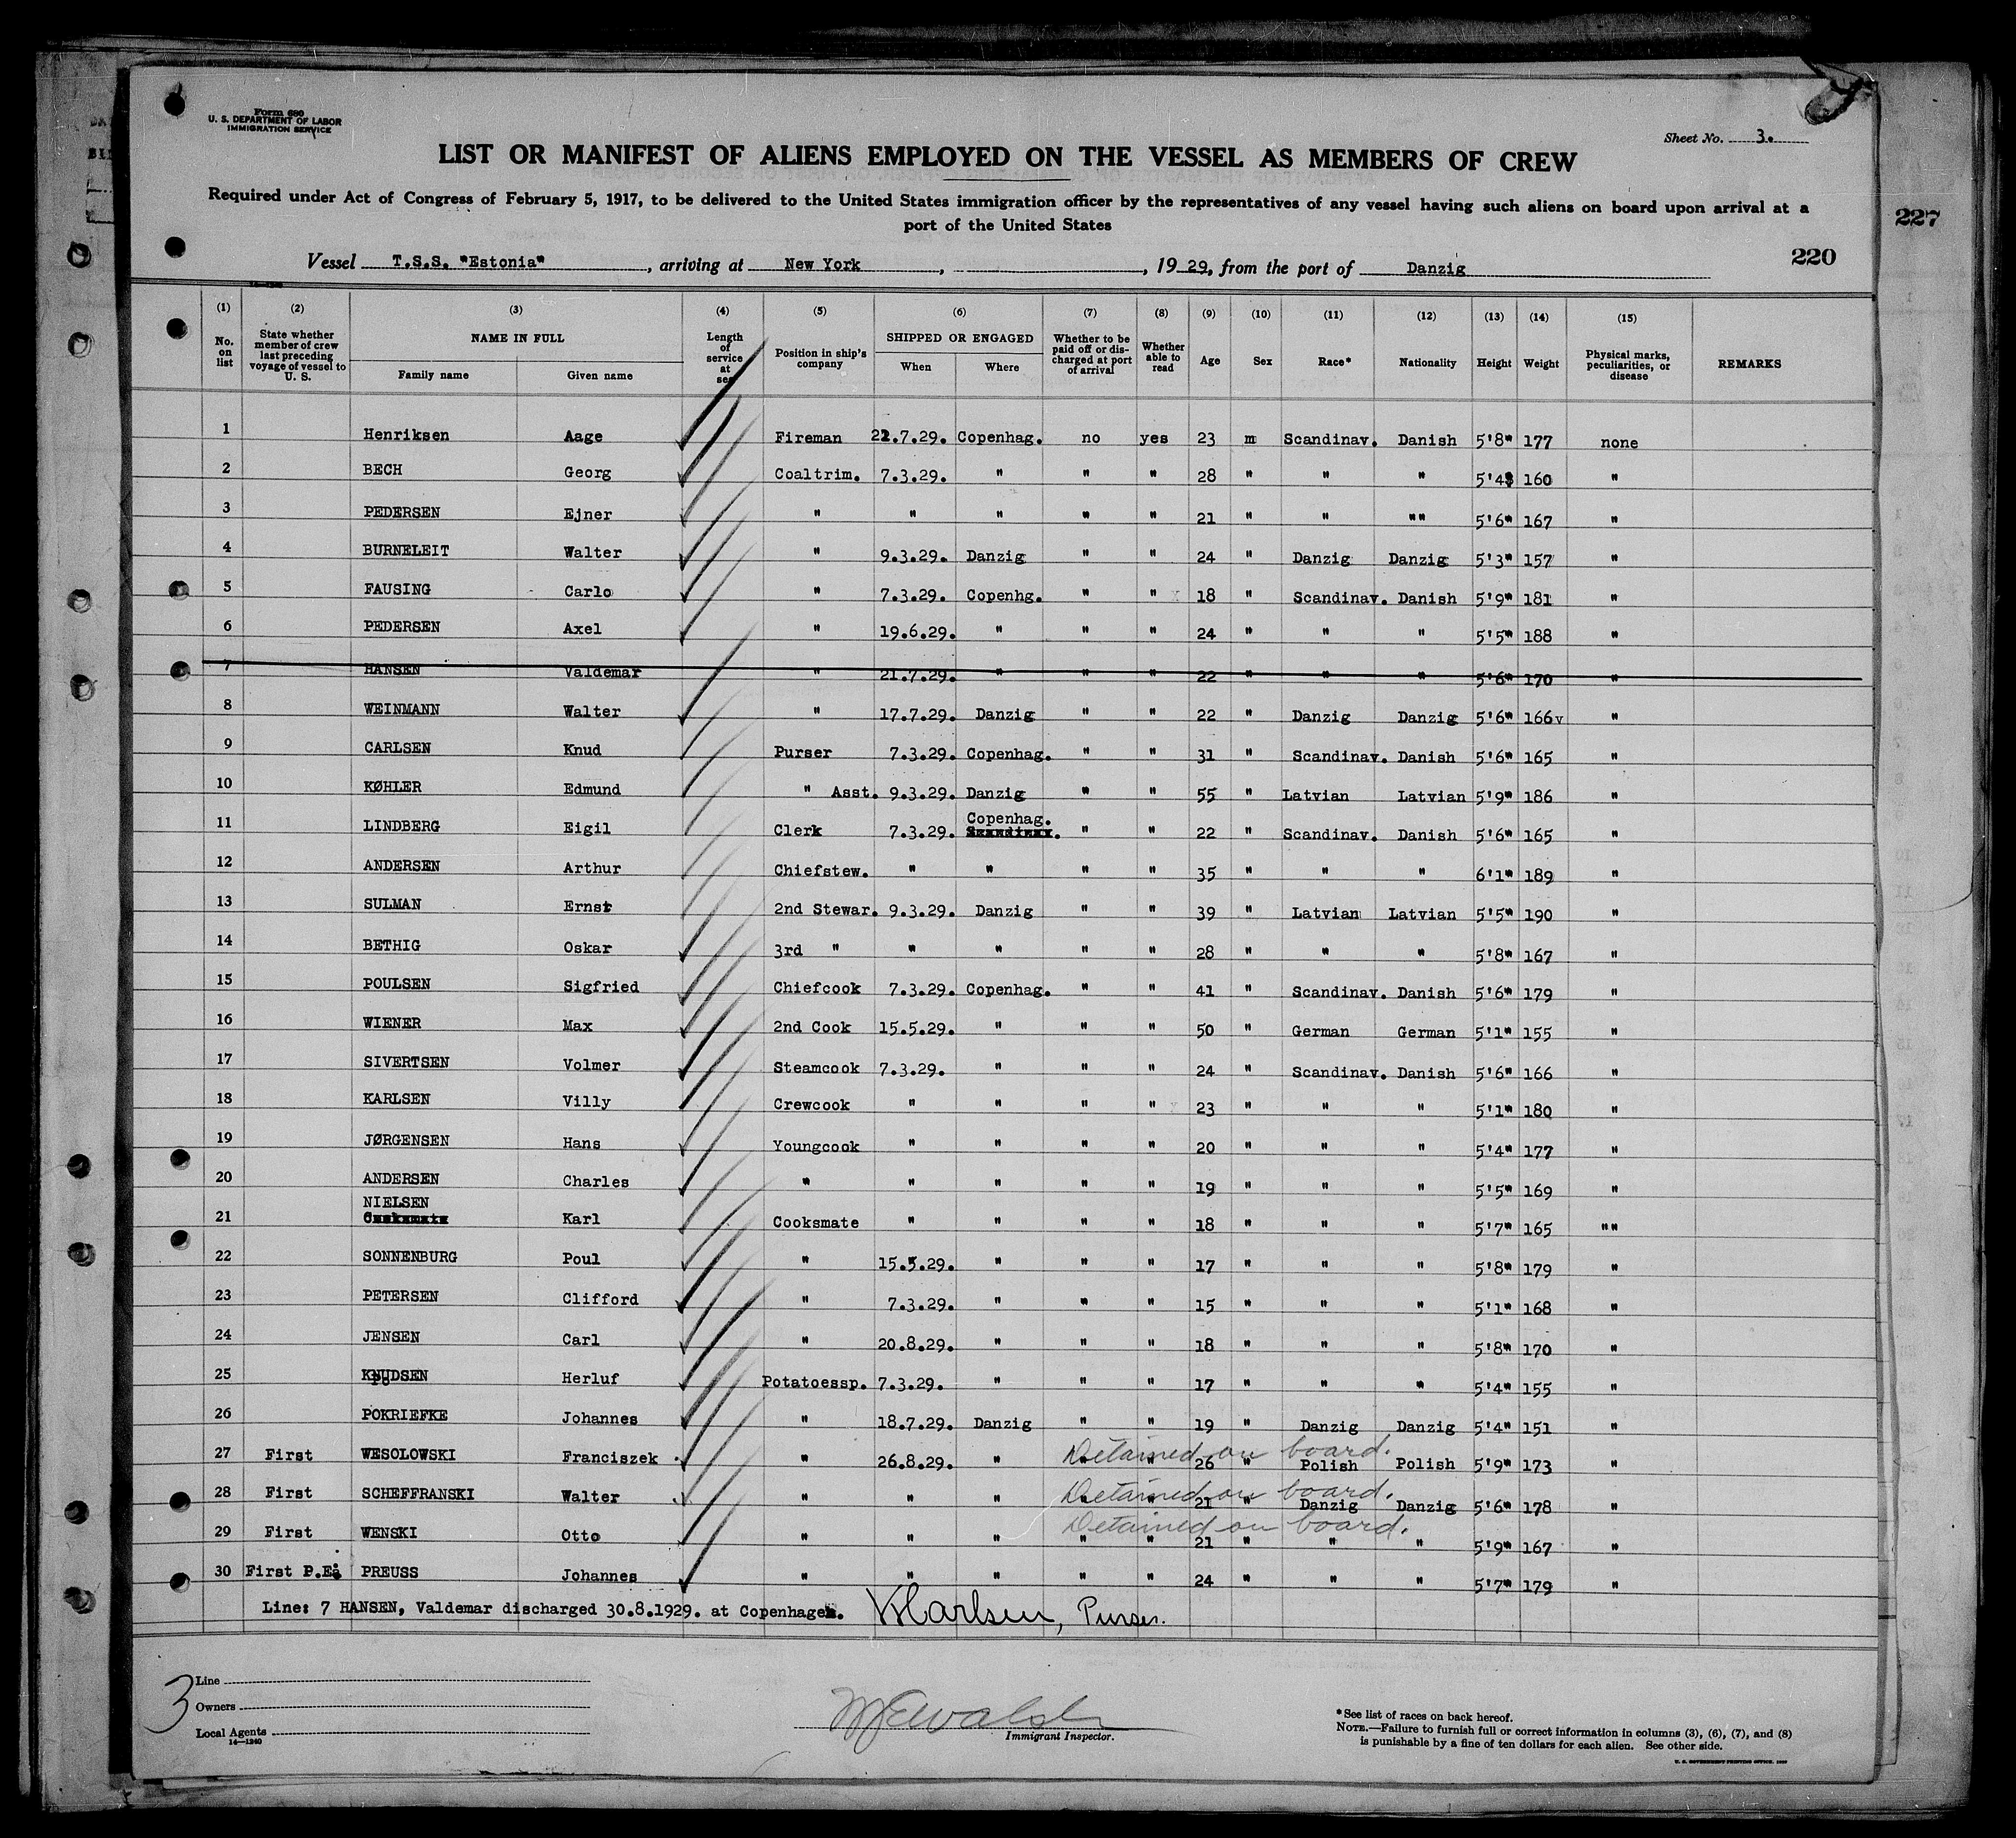 Form 680
U. S. DEPARTMENT OF LABOR
IMMIGRATION SERVICE
Sheet No. 3.
LIST OR MANIFEST OF ALIENS EMPLOYED ON THE VESSEL AS MEMBERS OF CREW
Required under Act of Congress of February 5, 1917, to be delivered to the United States immigration officer by the representatives of any vessel having such aliens on board upon arrival at a
port of the United States
227
220
Vessel T.S.S. "Estonia", arriving at New York, , 1929, from the port of Danzig
(1) (2) (3) (4) (5) (6) (7) (8) (9) (10) (11) (12) (13) (14) (15)
No. on list | State whether member of crew last preceding voyage of vessel to U. S. | NAME IN FULL Family name Given name | Length of service at sea | Position in ship's company | SHIPPED OR ENGAGED When Where | Whether to be paid off or discharged at port of arrival | Whether able to read | Age | Sex | Race* | Nationality | Height | Weight | Physical marks, peculiarities, or disease | REMARKS
1 Henriksen Aage Fireman 22.7.29. Copenhag. no yes 23 m Scandinav. Danish 5'8" 177 none
2 BECH Georg Coaltrim. 7.3.29. " " " 28 " " " 5'4 160 "
3 PEDERSEN Ejner " " " " " 21 " " "" 5'6" 167 "
4 BURNELEIT Walter " 9.3.29. Danzig " " 24 " Danzig Danzig 5'3" 157 "
5 FAUSING Carlo " 7.3.29. Copenhg. " " 18 " Scandinav. Danish 5'9" 181 "
6 PEDERSEN Axel " 19.6.29. " " " 24 " " " 5'5" 188 "
7 HANSEN Valdemar " 21.7.29. " " " 22 " " " 5'6" 170 "
8 WEINMANN Walter " 17.7.29. Danzig " " 22 " Danzig Danzig 5'6" 166v "
9 CARLSEN Knud Purser 7.3.29. Copenhag. " " 31 " Scandinav. Danish 5'6" 165 "
10 KØHLER Edmund " Asst. 9.3.29. Danzig " " 55 " Latvian Latvian 5'9" 186 "
11 LINDBERG Eigil Clerk 7.3.29. Copenhag. Scandinav. " " 22 " Scandinav. Danish 5'6" 165 "
12 ANDERSEN Arthur Chiefstew. " " " " 35 " " " 6'1" 189 "
13 SULMAN Ernst 2nd Stewar. 9.3.29. Danzig " " 39 " Latvian Latvian 5'5" 190 "
14 BETHIG Oskar 3rd " " " " " 28 " " " 5'8" 167 "
15 POULSEN Sigfried Chiefcook 7.3.29. Copenhag. " " 41 " Scandinav. Danish 5'6" 179 "
16 WIENER Max 2nd Cook 15.5.29. " " " 50 " German German 5'1" 155 "
17 SIVERTSEN Volmer Steamcook 7.3.29. " " " 24 " Scandinav. Danish 5'6" 166 "
18 KARLSEN Villy Crewcook " " " " 23 " " " 5'1" 180 "
19 JØRGENSEN Hans Youngcook " " " " 20 " " " 5'4" 177 "
20 ANDERSEN Charles " " " " " 19 " " " 5'5" 169 "
21 NIELSEN Cooksmate Karl Cooksmate " " " " 18 " " " 5'7" 165 ""
22 SONNENBURG Poul " 15.5.29. " " " 17 " " " 5'8" 179 "
23 PETERSEN Clifford " 7.3.29. " " " 15 " " " 5'1" 168 "
24 JENSEN Carl " 20.8.29. " " " 18 " " " 5'8" 170 "
25 KNUDSEN Herluf Potatoessp. 7.3.29. " " " 17 " " " 5'4" 155 "
26 POKRIEFKE Johannes " 18.7.29. Danzig " " 19 " Danzig Danzig 5'4" 151 "
27 First WESOLOWSKI Franciszek " 26.8.29. " Detained on board. " " 26 " Polish Polish 5'9" 173 "
28 First SCHEFFRANSKI Walter " " " Detained on board. " " 21 " Danzig Danzig 5'6" 178 "
29 First WENSKI Otto " " " Detained on board. " " 21 " " " 5'9" 167 "
30 First P.E. PREUSS Johannes " " " " " 24 " " " 5'7" 179 "
Line: 7 HANSEN, Valdemar discharged 30.8.1929. at Copenhagen. KCarlsen, Purser.
3
Line
Owners
Local Agents
14—1240
Immigrant Inspector.
*See list of races on back hereof.
NOTE.—Failure to furnish full or correct information in columns (3), (6), (7), and (8)
is punishable by a fine of ten dollars for each alien. See other side.
U. S. GOVERNMENT PRINTING OFFICE